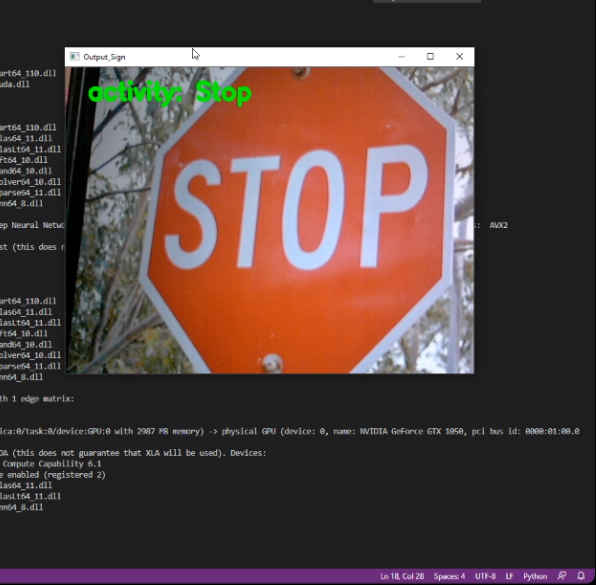 art64_110.dll
uda.dll
art64_110.dll
las64_11.dll
lasLt64_11.dll
ft64_10.dll
and64_10.dll
olver64_10.dll
parse64_11.dll
nn64_8.dll
Output_Sign
activity: Stop
STOP
ep Neural Netwo
s: AVX2
st (this does n
art64_110.dll
las64_11.dll
lasLt64_11.dll
ft64_10.dll
and64_10.dll
olver64_10.dll
parse64_11.dll
nn64_8.dll
th 1 edge matrix:
ica:0/task:0/device:GPU:0 with 2987 MB memory) -> physical GPU (device: 0, name: NVIDIA GeForce GTX 1050, pci bus id: 0000:01:00.0
DA (this does not guarantee that XLA will be used). Devices:
Compute Capability 6.1
e enabled (registered 2)
las64_11.dll
lasLt64_11.dll
nn64_8.dll
Ln 18, Col 28 Spaces: 4 UTF-8 LF Python